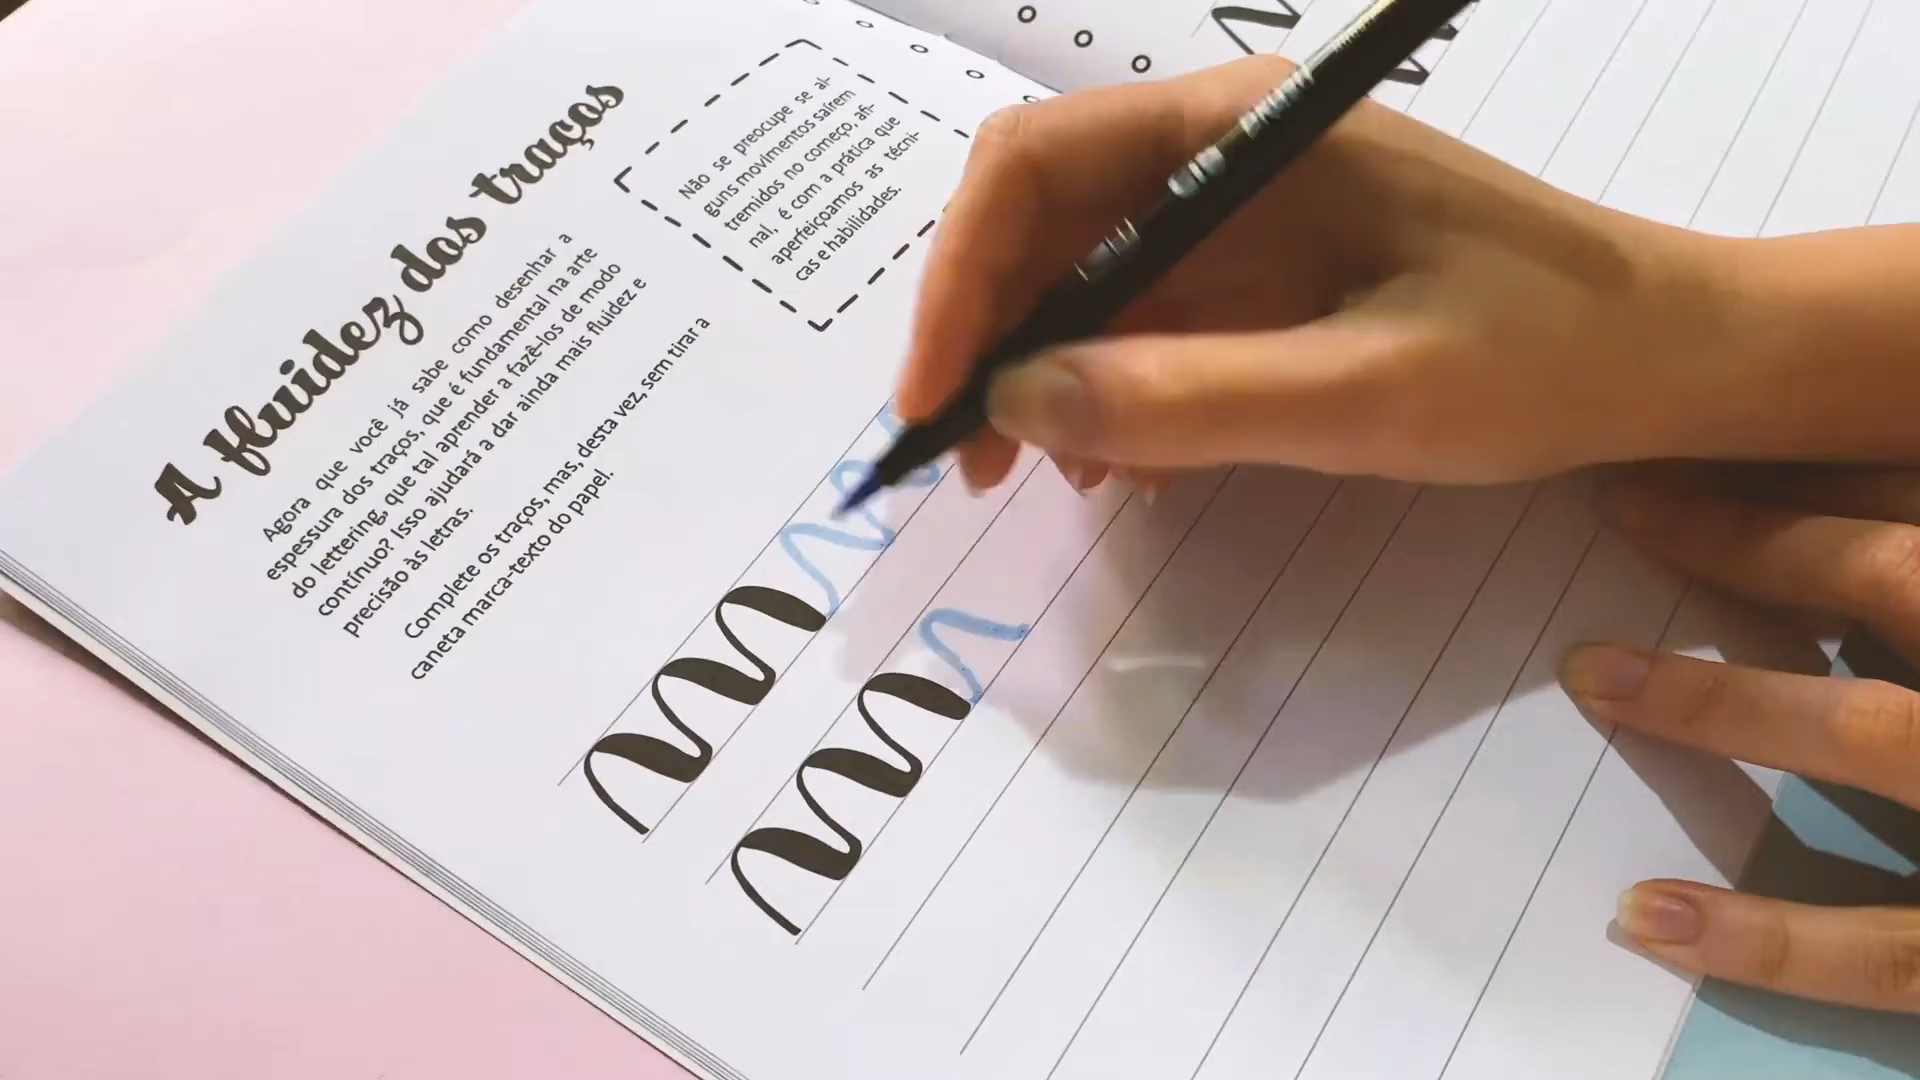 A fluidez dos traços
Agora que você já sabe como desenhar a
espessura dos traços, que é fundamental na arte
do lettering, que tal aprender a fazê-los de modo
contínuo? Isso ajudará a dar ainda mais fluidez e
precisão às letras.
Complete os traços, mas, desta vez, sem tirar a
caneta marca-texto do papel.
Não se preocupe se al-
guns movimentos saírem
tremidos no começo, afi-
nal, é com a prática que
aperfeiçoamos as técni-
cas e habilidades.